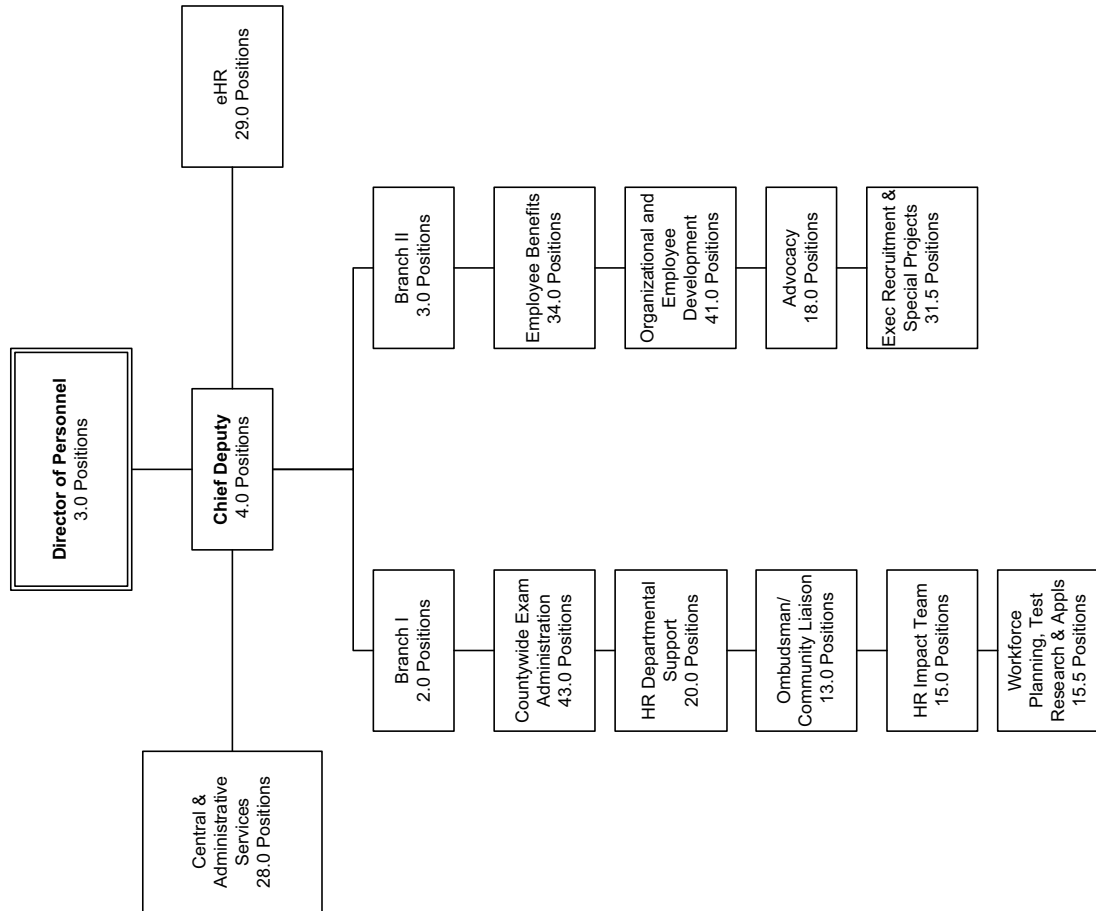 Director of Personnel
3.0 Positions
Chief Deputy
4.0 Positions
Central &
Administrative
Services
28.0 Positions
eHR
29.0 Positions
Branch I
2.0 Positions
Countywide Exam
Administration
43.0 Positions
HR Departmental
Support
20.0 Positions
Ombudsman/
Community Liaison
13.0 Positions
HR Impact Team
15.0 Positions
Workforce
Planning, Test
Research & Appls
15.5 Positions
Branch II
3.0 Positions
Employee Benefits
34.0 Positions
Organizational and
Employee
Development
41.0 Positions
Advocacy
18.0 Positions
Exec Recruitment &
Special Projects
31.5 Positions